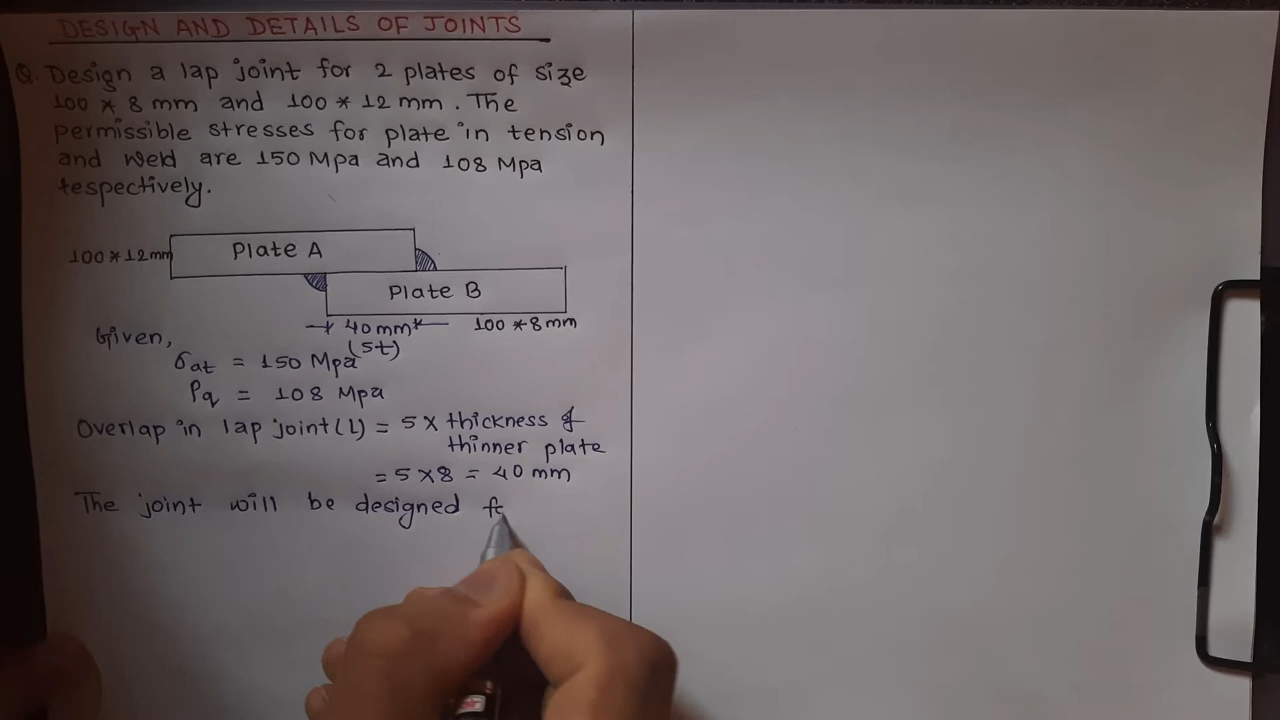 DESIGN AND DETAILS OF JOINTS
Q. Design a lap joint for 2 plates of size
100 * 8 mm and 100 * 12 mm. The
permissible stresses for plate in tension
and weld are 150 Mpa and 108 Mpa
respectively.
100 * 12 mm
Plate A
Plate B
40 mm
100 * 8 mm
(5t)
Given,
σat = 150 Mpa
Pq = 108 Mpa
Overlap in lap joint (L) = 5 X thickness of
thinner plate
= 5 X 8 = 40 mm
The joint will be designed fo